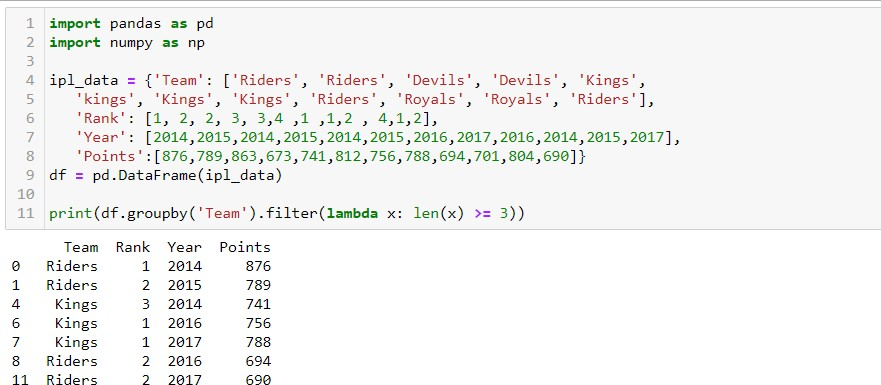 1 import pandas as pd
2 import numpy as np
3
4 ipl_data = {'Team': ['Riders', 'Riders', 'Devils', 'Devils', 'Kings',
5    'kings', 'Kings', 'Kings', 'Riders', 'Royals', 'Royals', 'Riders'],
6    'Rank': [1, 2, 2, 3, 3,4 ,1 ,1,2 , 4,1,2],
7    'Year': [2014,2015,2014,2015,2014,2015,2016,2017,2016,2014,2015,2017],
8    'Points':[876,789,863,673,741,812,756,788,694,701,804,690]}
9 df = pd.DataFrame(ipl_data)
10
11 print(df.groupby('Team').filter(lambda x: len(x) >= 3))
      Team  Rank  Year  Points
0   Riders     1  2014     876
1   Riders     2  2015     789
4    Kings     3  2014     741
6    Kings     1  2016     756
7    Kings     1  2017     788
8   Riders     2  2016     694
11  Riders     2  2017     690